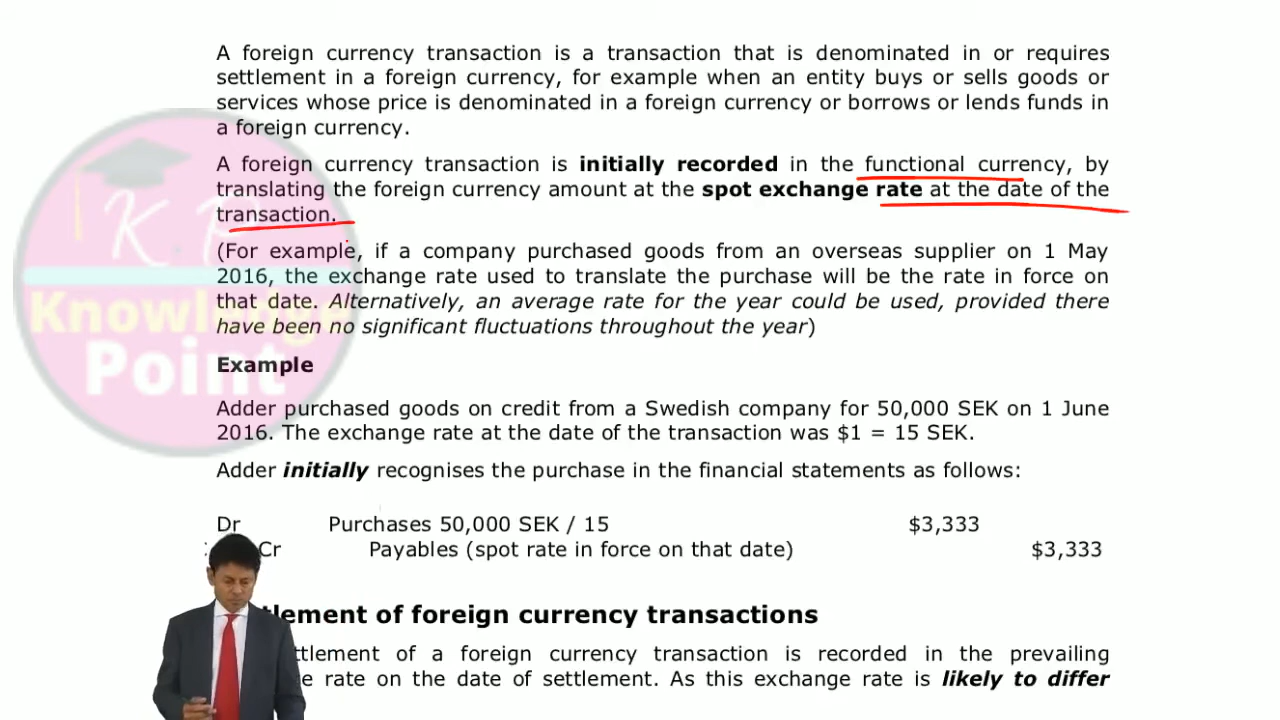 A foreign currency transaction is a transaction that is denominated in or requires
settlement in a foreign currency, for example when an entity buys or sells goods or
services whose price is denominated in a foreign currency or borrows or lends funds in
a foreign currency.
A foreign currency transaction is initially recorded in the functional currency, by
translating the foreign currency amount at the spot exchange rate at the date of the
transaction.
(For example, if a company purchased goods from an overseas supplier on 1 May
2016, the exchange rate used to translate the purchase will be the rate in force on
that date. Alternatively, an average rate for the year could be used, provided there
have been no significant fluctuations throughout the year)
K.P
Knowledge
Point
Example
Adder purchased goods on credit from a Swedish company for 50,000 SEK on 1 June
2016. The exchange rate at the date of the transaction was $1 = 15 SEK.
Adder initially recognises the purchase in the financial statements as follows:
Dr Purchases 50,000 SEK / 15 $3,333
Cr Payables (spot rate in force on that date) $3,333
tlement of foreign currency transactions
ttlement of a foreign currency transaction is recorded in the prevailing
e rate on the date of settlement. As this exchange rate is likely to differ